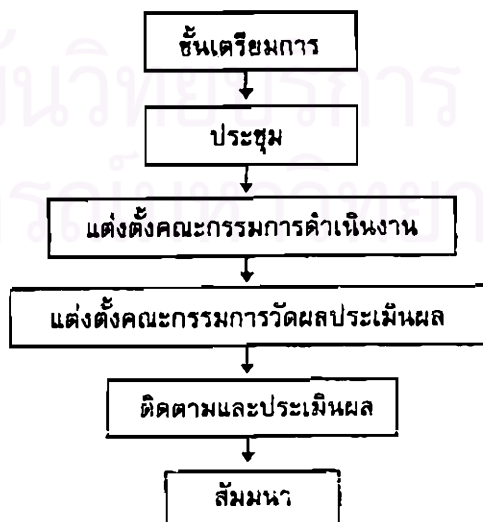 ขั้นเตรียมการ
ประชุม
แต่งตั้งคณะกรรมการดำเนินงาน
แต่งตั้งคณะกรรมการวัดผลประเมินผล
ติดตามและประเมินผล
สัมมนา